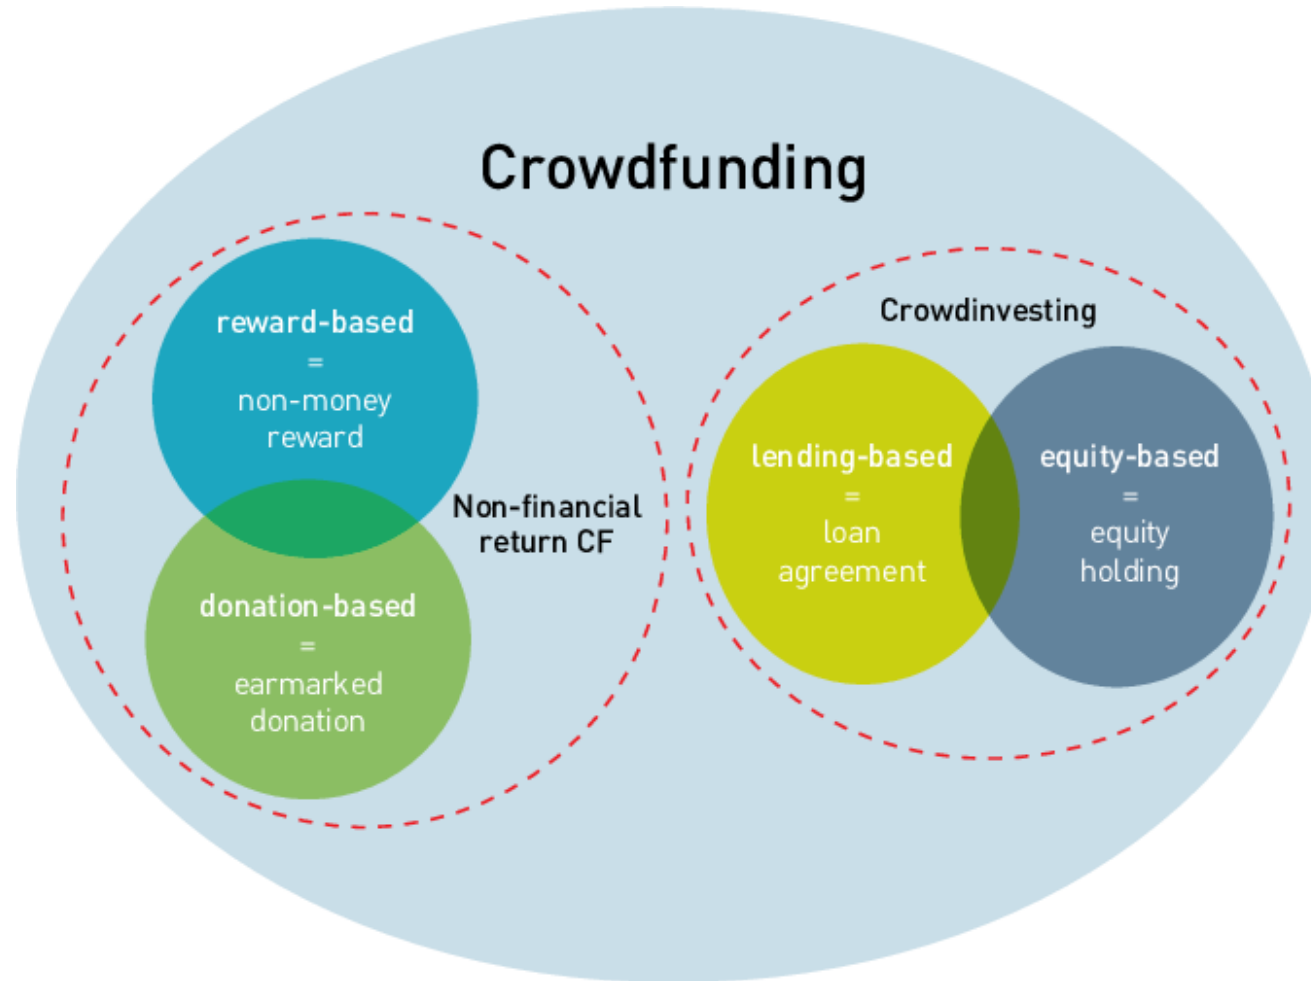 Crowdfunding
reward-based
=
non-money
reward
Non-financial
return CF
donation-based
=
earmarked
donation
Crowdinvesting
lending-based
=
loan
agreement
equity-based
=
equity
holding